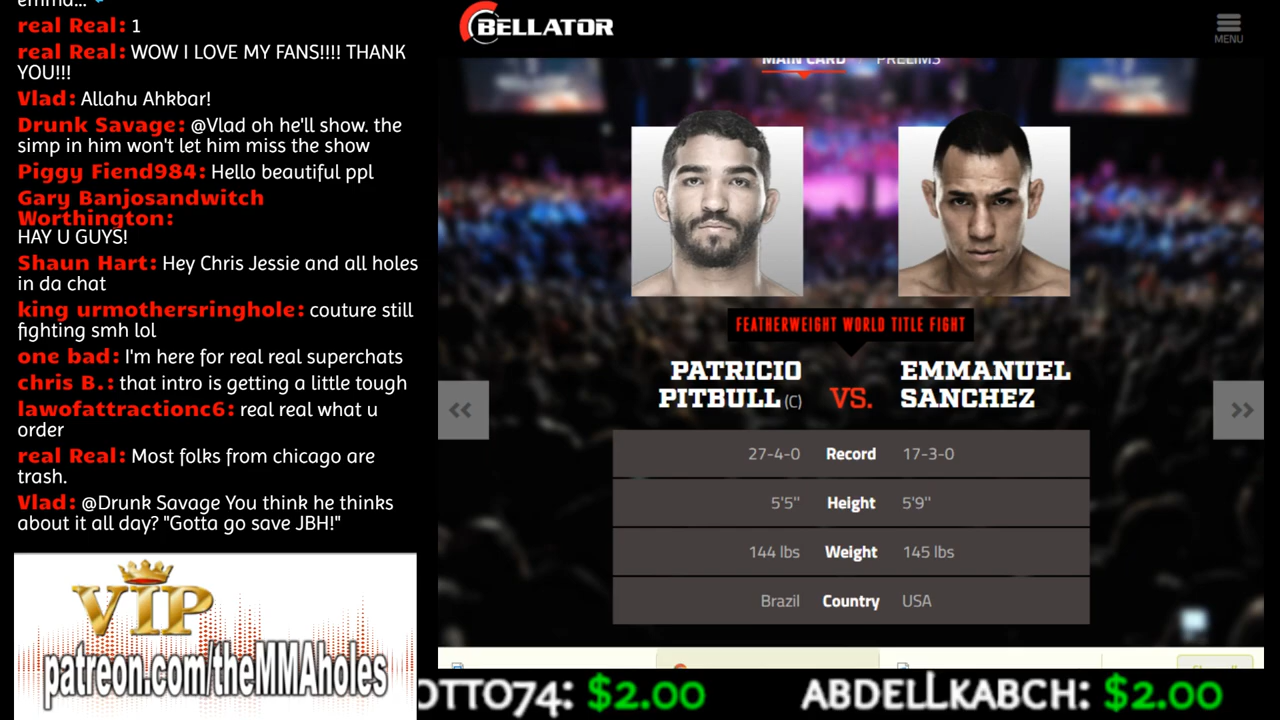 emma...
real Real: 1
real Real: WOW I LOVE MY FANS!!!! THANK
YOU!!!
Vlad: Allahu Ahkbar!
Drunk Savage: @Vlad oh he'll show. the
simp in him won't let him miss the show
Piggy Fiend984: Hello beautiful ppl
Gary Banjosandwitch
Worthington:
HAY U GUYS!
Shaun Hart: Hey Chris Jessie and all holes
in da chat
king urmothersringhole: couture still
fighting smh lol
one bad: I'm here for real real superchats
chris B.: that intro is getting a little tough
lawofattractionc6: real real what u
order
real Real: Most folks from chicago are
trash.
Vlad: @Drunk Savage You think he thinks
about it all day? "Gotta go save JBH!"
VIP
patreon.com/theMMAholes
BELLATOR
MENU
MAIN CARD / PRELIMS
FEATHERWEIGHT WORLD TITLE FIGHT
PATRICIO
PITBULL (C)
VS.
EMMANUEL
SANCHEZ
27-4-0 Record 17-3-0
5'5" Height 5'9"
144 lbs Weight 145 lbs
Brazil Country USA
OTTO74: $2.00 ABDELLKABCH: $2.00